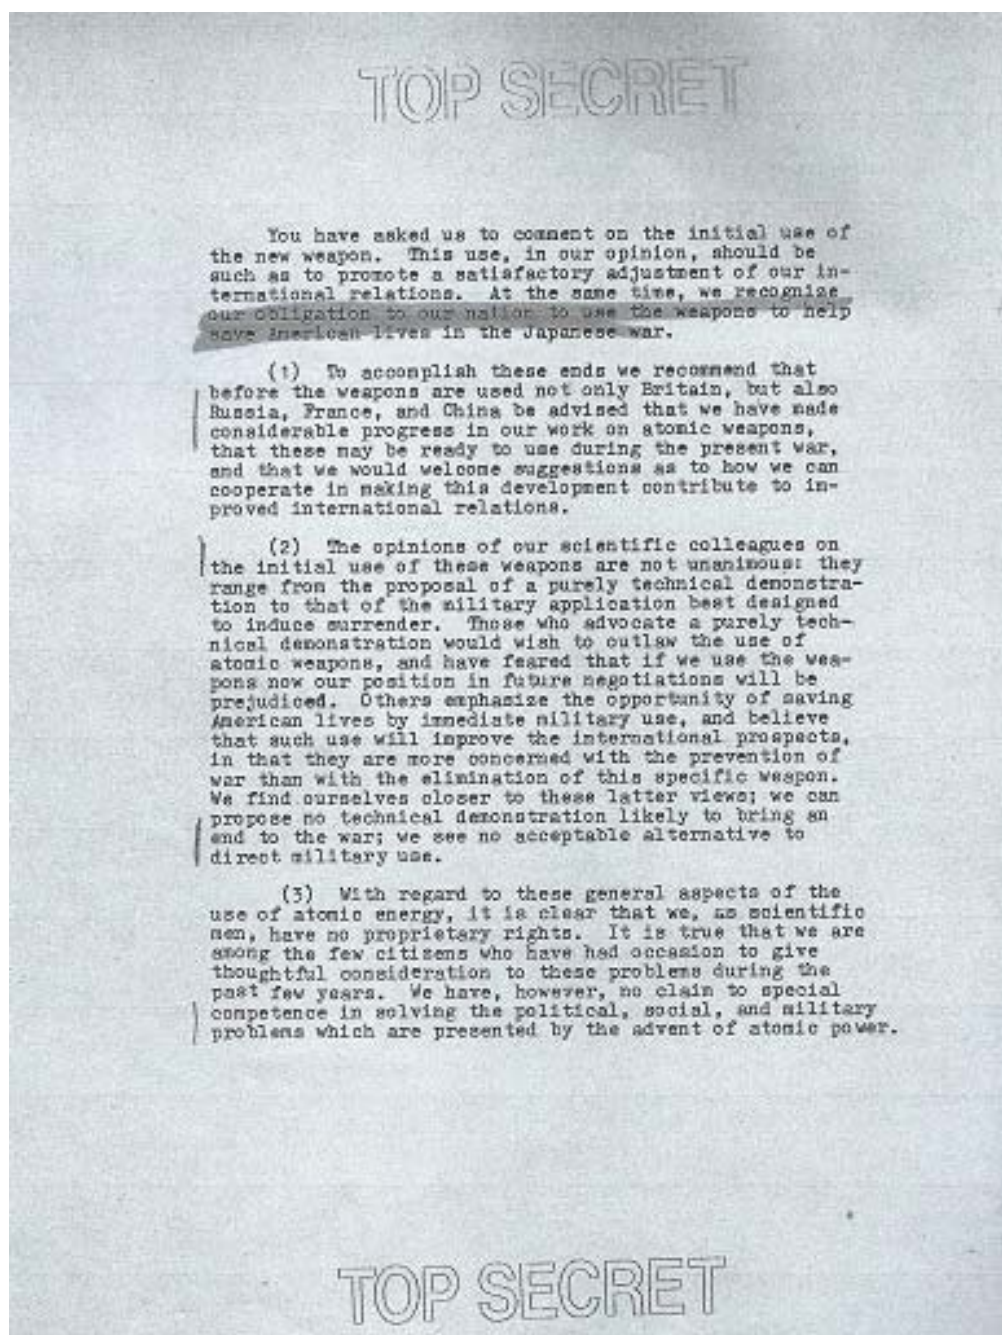 TOP SECRET
You have asked us to comment on the initial use of
the new weapon. This use, in our opinion, should be
such as to promote a satisfactory adjustment of our in-
ternational relations. At the same time, we recognize
our obligation to our nation to use the weapons to help
save American lives in the Japanese war.
(1) To accomplish these ends we recommend that
before the weapons are used not only Britain, but also
Russia, France, and China be advised that we have made
considerable progress in our work on atomic weapons,
that these may be ready to use during the present war,
and that we would welcome suggestions as to how we can
cooperate in making this development contribute to im-
proved international relations.
(2) The opinions of our scientific colleagues on
the initial use of these weapons are not unanimous: they
range from the proposal of a purely technical demonstra-
tion to that of the military application best designed
to induce surrender. Those who advocate a purely tech-
nical demonstration would wish to outlaw the use of
atomic weapons, and have feared that if we use the wea-
pons now our position in future negotiations will be
prejudiced. Others emphasize the opportunity of saving
American lives by immediate military use, and believe
that such use will improve the international prospects,
in that they are more concerned with the prevention of
war than with the elimination of this specific weapon.
We find ourselves closer to these latter views; we can
propose no technical demonstration likely to bring an
end to the war; we see no acceptable alternative to
direct military use.
(3) With regard to these general aspects of the
use of atomic energy, it is clear that we, as scientific
men, have no proprietary rights. It is true that we are
among the few citizens who have had occasion to give
thoughtful consideration to these problems during the
past few years. We have, however, no claim to special
competence in solving the political, social, and military
problems which are presented by the advent of atomic power.
TOP SECRET